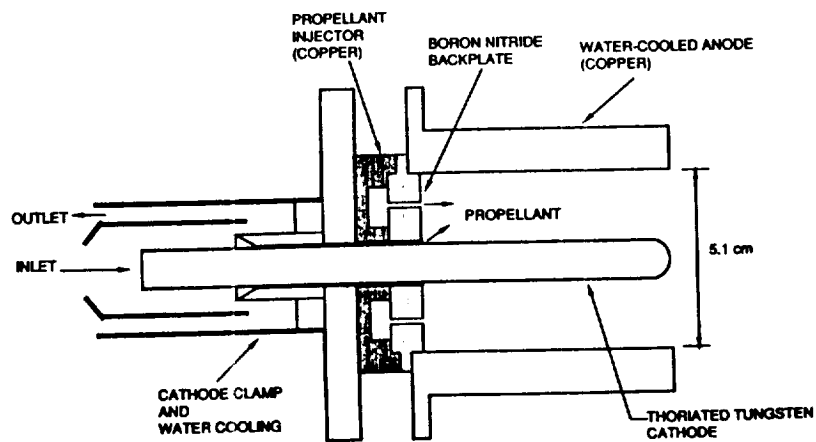 PROPELLANT
INJECTOR
(COPPER)
BORON NITRIDE
BACKPLATE
WATER-COOLED ANODE
(COPPER)
OUTLET
PROPELLANT
INLET
5.1 cm
CATHODE CLAMP
AND
WATER COOLING
THORIATED TUNGSTEN
CATHODE